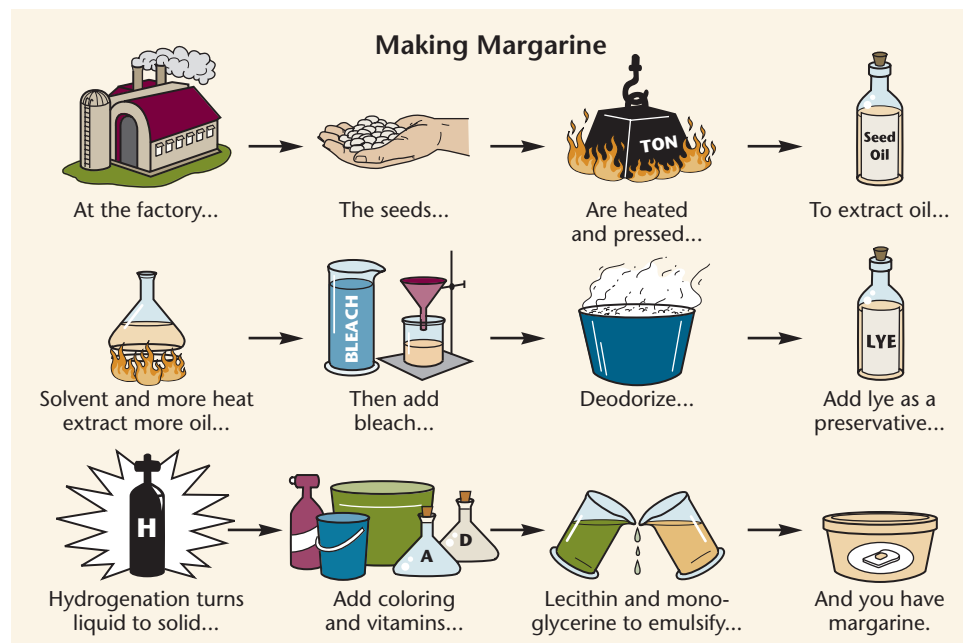 Making Margarine
TON
Seed
Oil
At the factory...
The seeds...
Are heated
and pressed...
To extract oil...
BLEACH
LYE
Solvent and more heat
extract more oil...
Then add
bleach...
Deodorize...
Add lye as a
preservative...
H
A
D
Hydrogenation turns
liquid to solid...
Add coloring
and vitamins...
Lecithin and mono-
glycerine to emulsify...
And you have
margarine.